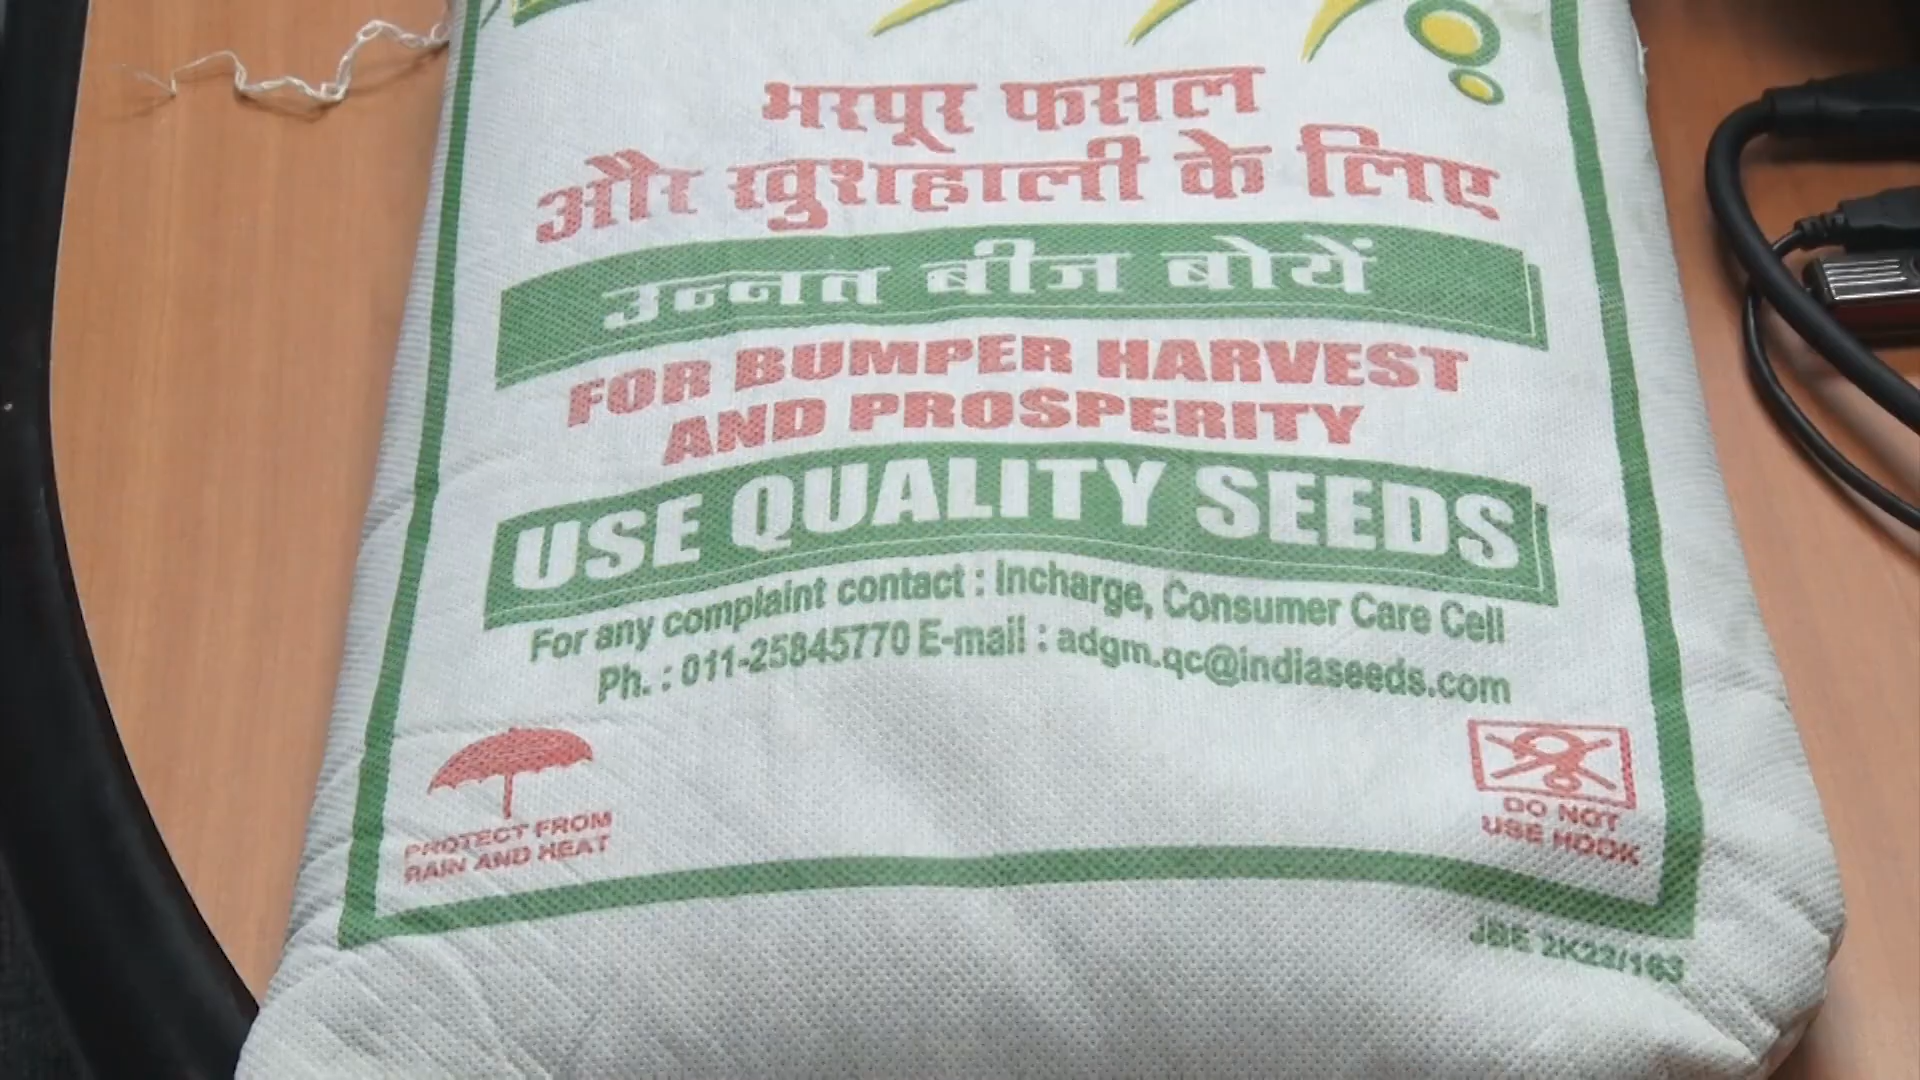 भरपूर फसल
और खुशहाली के लिए
उन्नत बीज बोयें
FOR BUMPER HARVEST
AND PROSPERITY
USE QUALITY SEEDS
For any complaint contact : Incharge, Consumer Care Cell
Ph. : 011-25845770 E-mail : adgm.qc@indiaseeds.com
PROTECT FROM
RAIN AND HEAT
DO NOT
USE HOOK
JBE 2K22/163